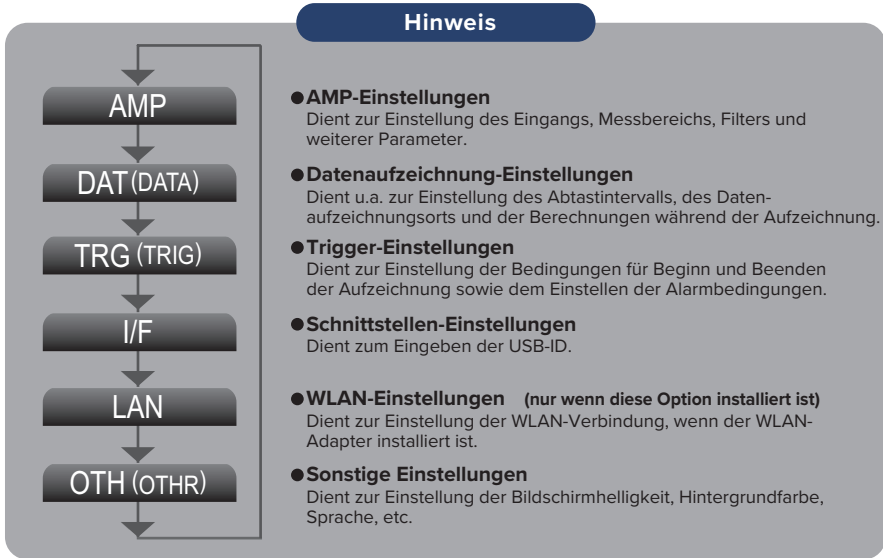 Hinweis
AMP
●AMP-Einstellungen
Dient zur Einstellung des Eingangs, Messbereichs, Filters und
weiterer Parameter.
DAT (DATA)
●Datenaufzeichnung-Einstellungen
Dient u.a. zur Einstellung des Abtastintervalls, des Daten-
aufzeichnungsorts und der Berechnungen während der Aufzeichnung.
TRG (TRIG)
●Trigger-Einstellungen
Dient zur Einstellung der Bedingungen für Beginn und Beenden
der Aufzeichnung sowie dem Einstellen der Alarmbedingungen.
I/F
●Schnittstellen-Einstellungen
Dient zum Eingeben der USB-ID.
LAN
●WLAN-Einstellungen (nur wenn diese Option installiert ist)
Dient zur Einstellung der WLAN-Verbindung, wenn der WLAN-
Adapter installiert ist.
OTH (OTHR)
●Sonstige Einstellungen
Dient zur Einstellung der Bildschirmhelligkeit, Hintergrundfarbe,
Sprache, etc.